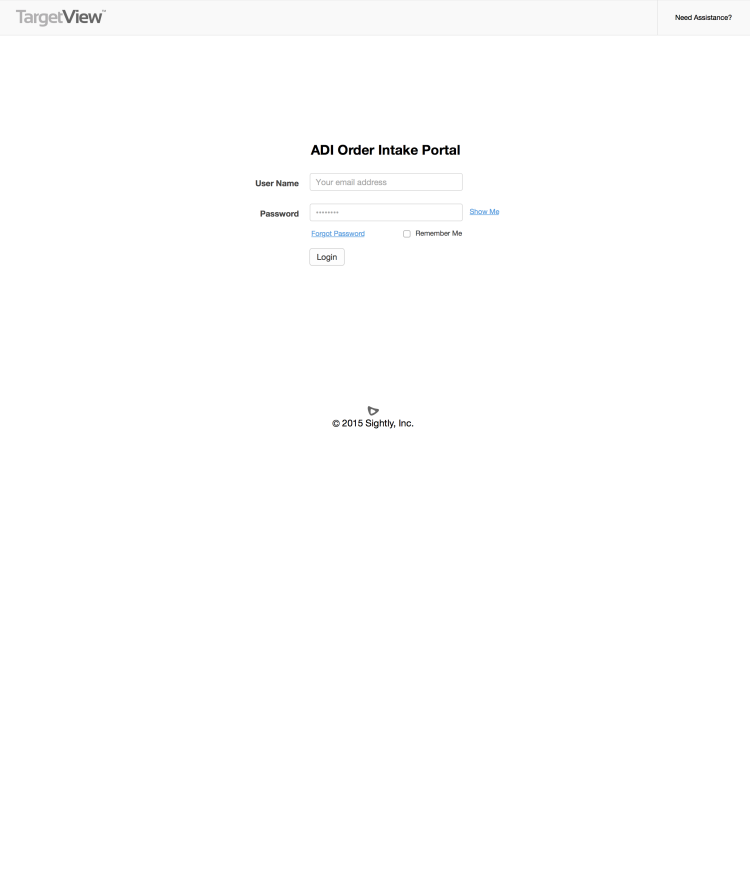 TargetView™
Need Assistance?
ADI Order Intake Portal
User Name
Your email address
Password
••••••••
Show Me
Forgot Password
Remember Me
Login
© 2015 Sightly, Inc.